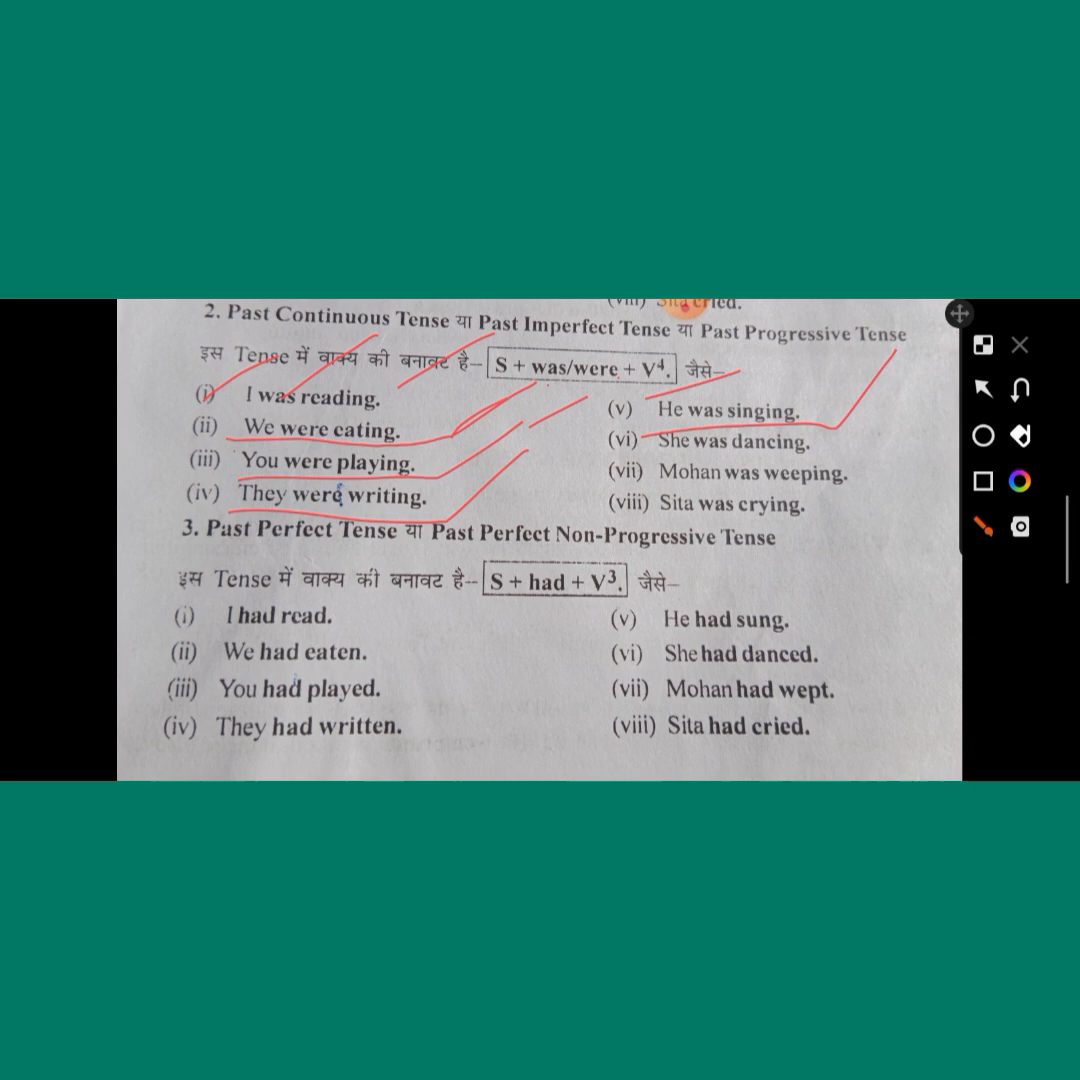 (viii) Sita cried.
2. Past Continuous Tense या Past Imperfect Tense या Past Progressive Tense
इस Tense में वाक्य की बनावट है– S + was/were + V⁴. जैसे–
(i) I was reading.
(v) He was singing.
(ii) We were eating.
(vi) She was dancing.
(iii) You were playing.
(vii) Mohan was weeping.
(iv) They were writing.
(viii) Sita was crying.
3. Past Perfect Tense या Past Perfect Non-Progressive Tense
इस Tense में वाक्य की बनावट है– S + had + V³. जैसे–
(i) I had read.
(v) He had sung.
(ii) We had eaten.
(vi) She had danced.
(iii) You had played.
(vii) Mohan had wept.
(iv) They had written.
(viii) Sita had cried.